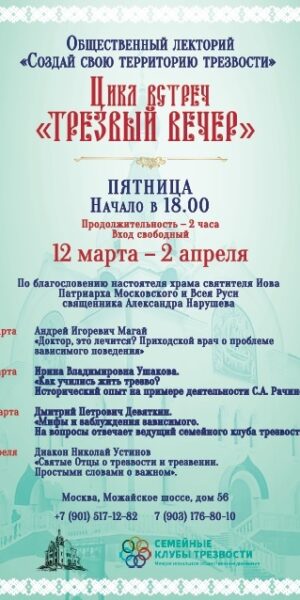 Общественный лекторий
«Создай свою территорию трезвости»
Цикл встреч
«ТРЕЗВЫЙ ВЕЧЕР»
ПЯТНИЦА
Начало в 18.00
Продолжительность – 2 часа
Вход свободный
12 марта – 2 апреля
По благословению настоятеля храма святителя Иова
Патриарха Московского и Всея Руси
священника Александра Нарушева
арта Андрей Игоревич Магай
«Доктор, это лечится? Приходской врач о проблеме
зависимого поведения»
марта Ирина Владимировна Ушакова.
«Как учились жить трезво?
Исторический опыт на примере деятельности С.А. Рачин
марта Дмитрий Петрович Девяткин.
«Мифы и заблуждения зависимого.
На вопросы отвечает ведущий семейного клуба трезвост
реля Диакон Николай Устинов
«Святые Отцы о трезвости и трезвении.
Простыми словами о важном».
Москва, Можайское шоссе, дом 56
+7 (901) 517-12-82 7 (903) 176-80-10
СЕМЕЙНЫЕ
КЛУБЫ ТРЕЗВОСТИ
Межрегиональное общественное движение